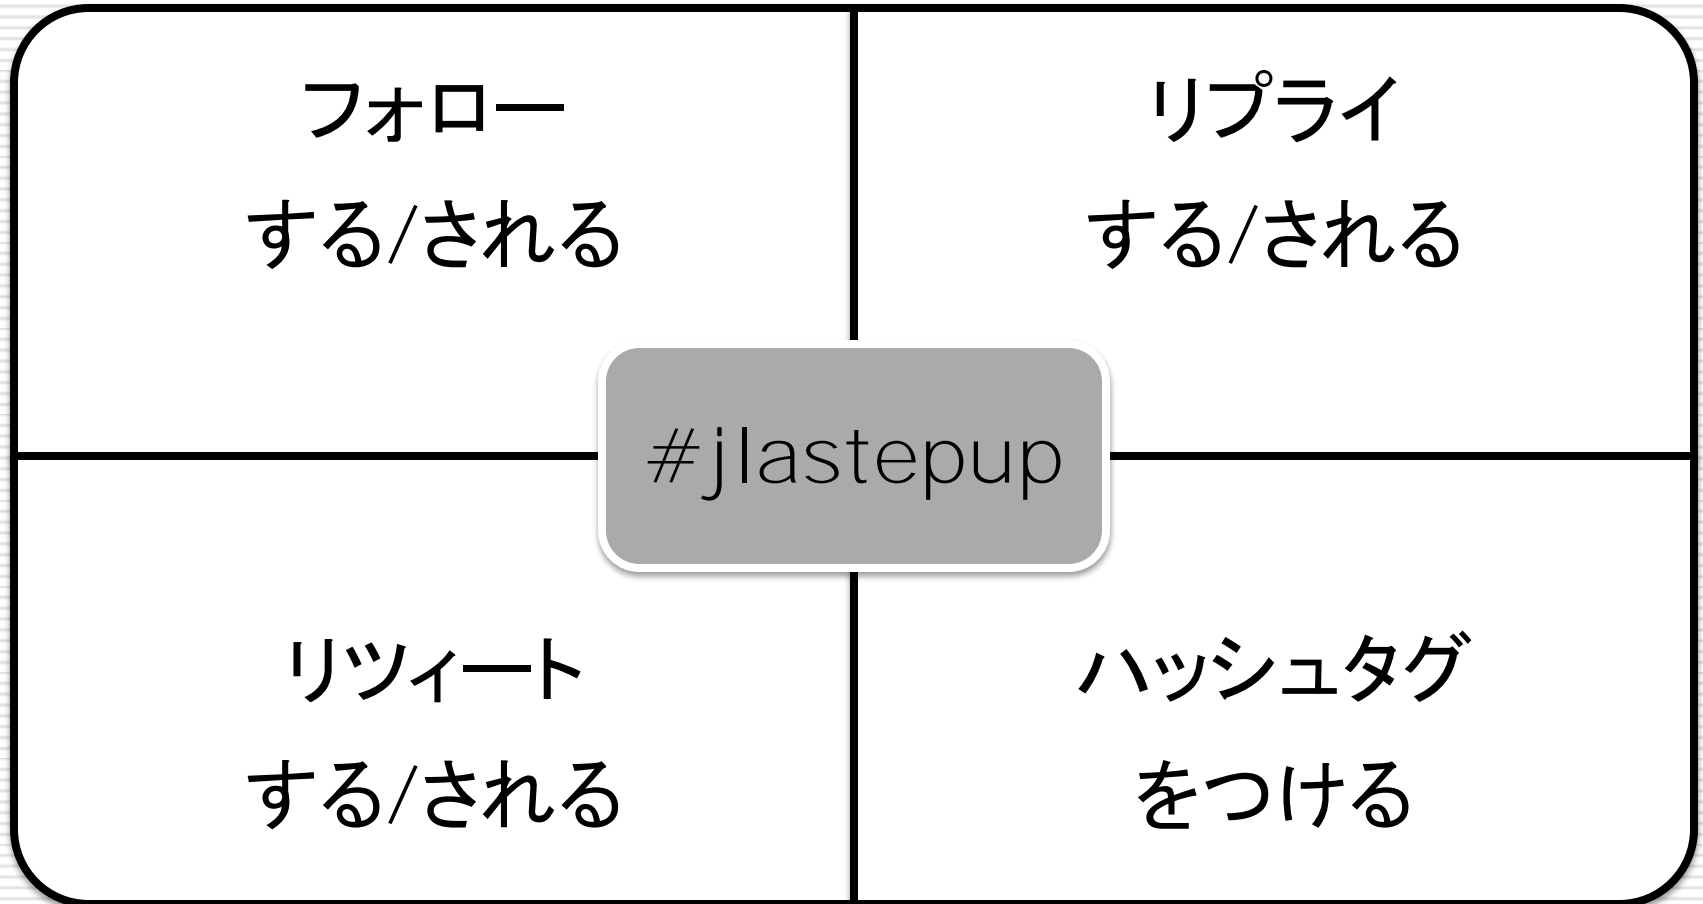 フォロー
する/される
リプライ
する/される
#jlastepup
リツィート
する/される
ハッシュタグ
をつける